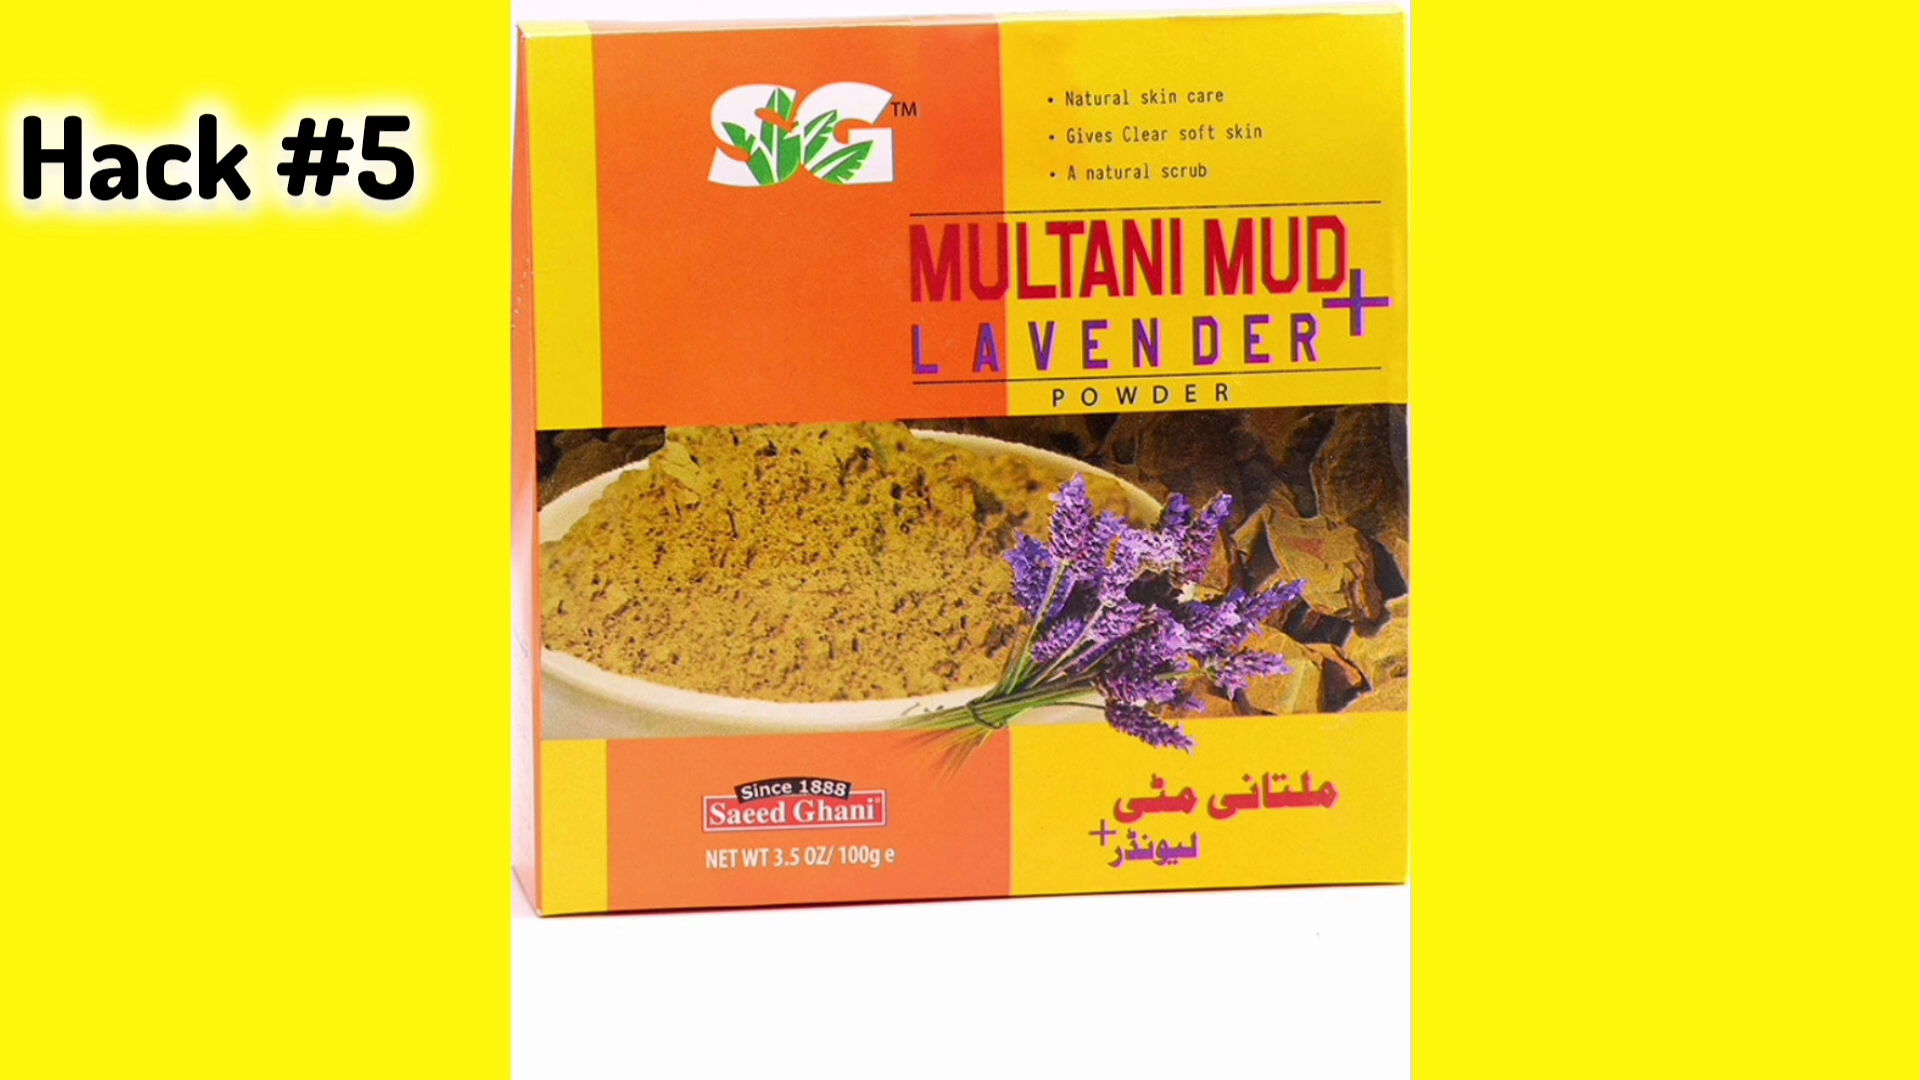 Hack #5
SG™
• Natural skin care
• Gives Clear soft skin
• A natural scrub
MULTANI MUD
+
LAVENDER
POWDER
Since 1888
Saeed Ghani®
NET WT 3.5 OZ/ 100g e
ملتانی مٹی
+
لیونڈر